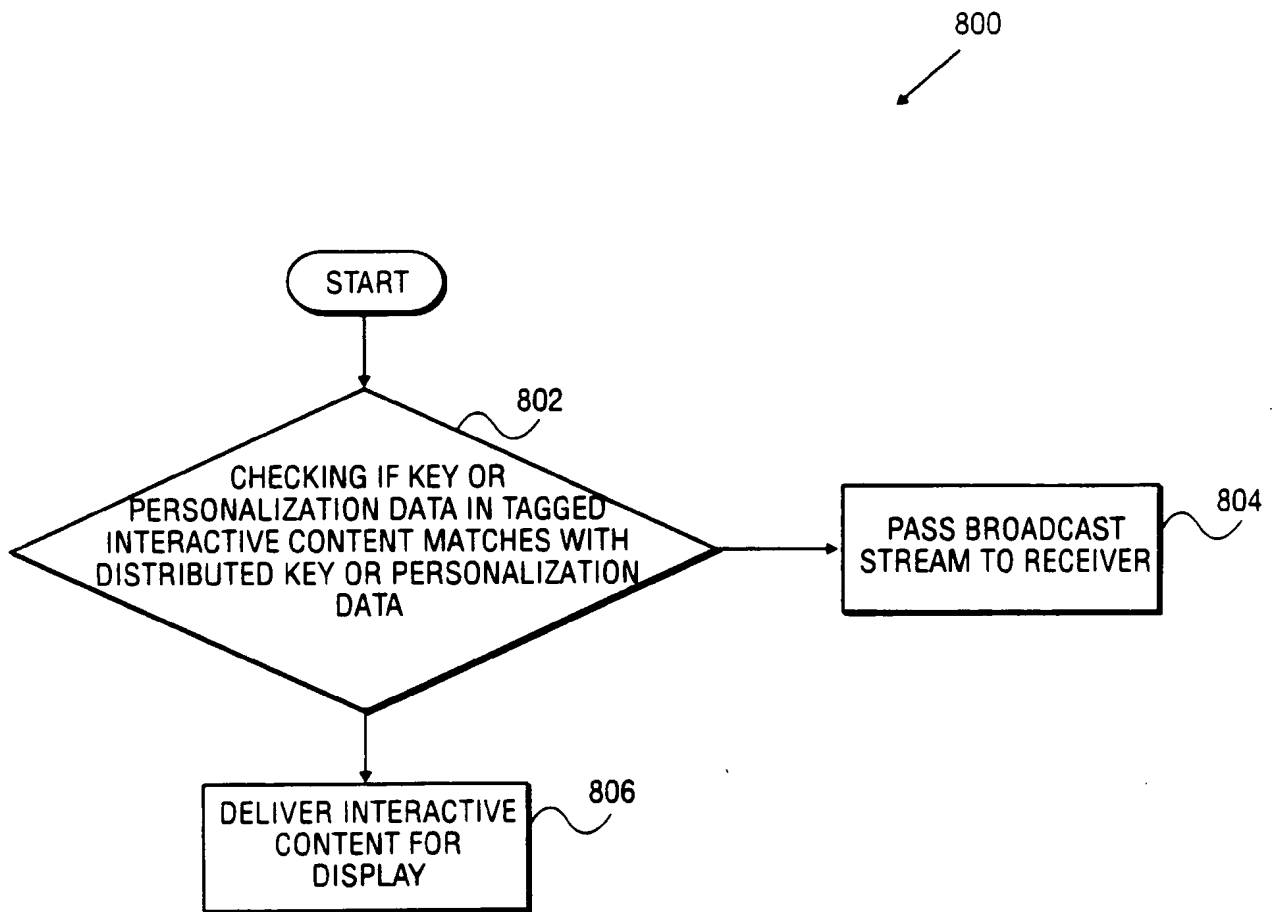 800
START
802
CHECKING IF KEY OR
PERSONALIZATION DATA IN TAGGED
INTERACTIVE CONTENT MATCHES WITH
DISTRIBUTED KEY OR PERSONALIZATION
DATA
PASS BROADCAST
STREAM TO RECEIVER
804
DELIVER INTERACTIVE
CONTENT FOR
DISPLAY
806